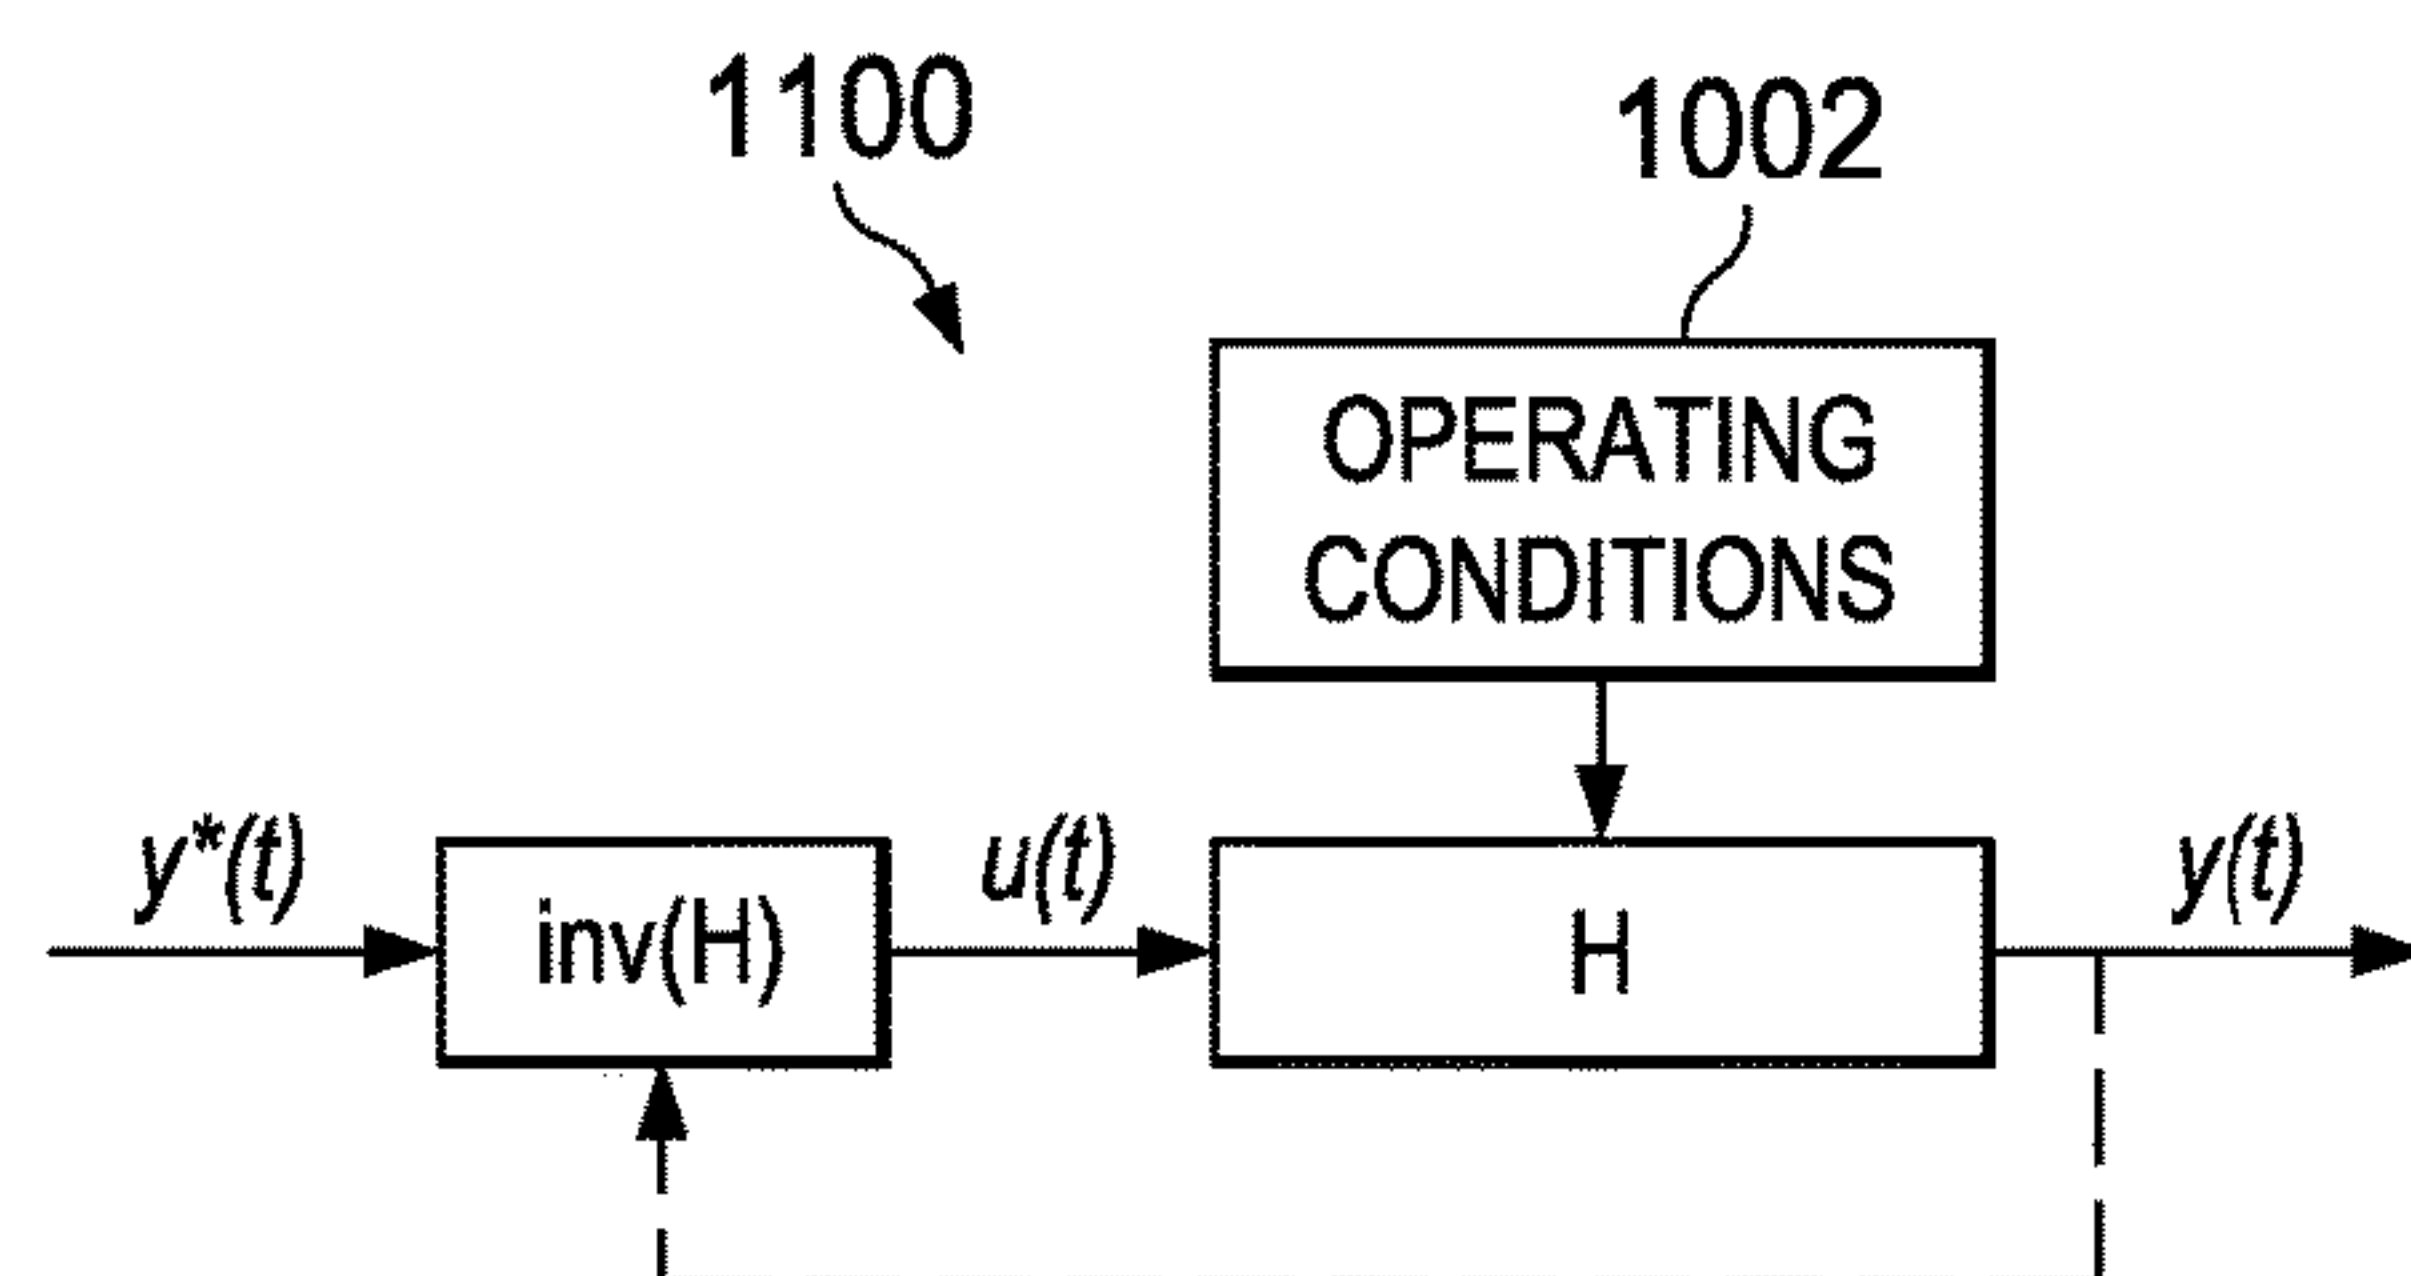 1100
1002
OPERATING
CONDITIONS
y*(t)
inv(H)
u(t)
H
y(t)